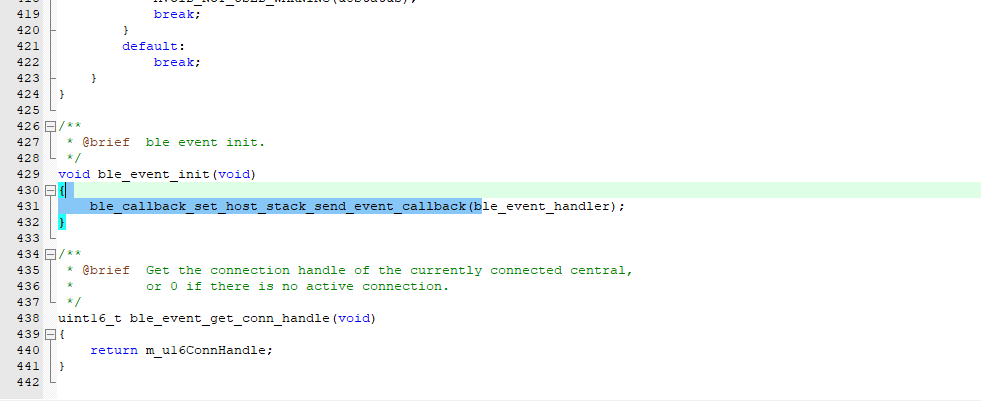 419 break;
420 }
421 default:
422 break;
423 }
424 }
425
426 /**
427 * @brief ble event init.
428 */
429 void ble_event_init(void)
430 {
431 ble_callback_set_host_stack_send_event_callback(ble_event_handler);
432 }
433
434 /**
435 * @brief Get the connection handle of the currently connected central,
436 * or 0 if there is no active connection.
437 */
438 uint16_t ble_event_get_conn_handle(void)
439 {
440 return m_u16ConnHandle;
441 }
442